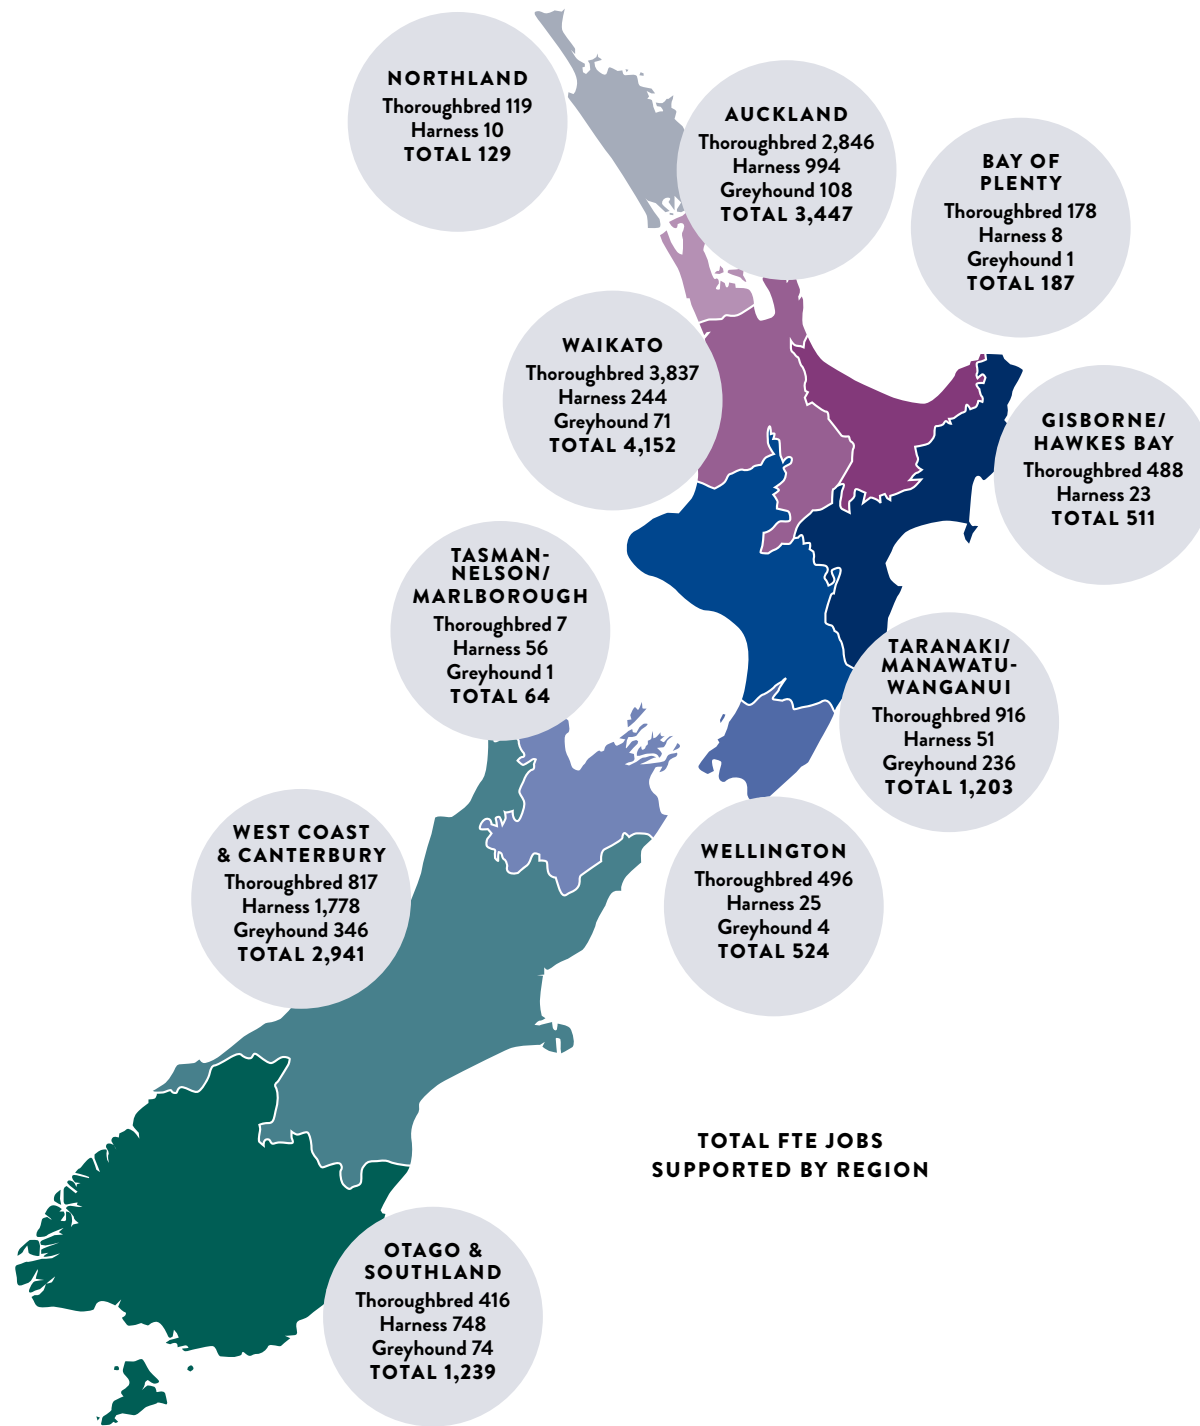 NORTHLAND
Thoroughbred 119
Harness 10
TOTAL 129
AUCKLAND
Thoroughbred 2,846
Harness 994
Greyhound 108
TOTAL 3,447
BAY OF
PLENTY
Thoroughbred 178
Harness 8
Greyhound 1
TOTAL 187
WAIKATO
Thoroughbred 3,837
Harness 244
Greyhound 71
TOTAL 4,152
GISBORNE/
HAWKES BAY
Thoroughbred 488
Harness 23
TOTAL 511
TASMAN-
NELSON/
MARLBOROUGH
Thoroughbred 7
Harness 56
Greyhound 1
TOTAL 64
TARANAKI/
MANAWATU-
WANGANUI
Thoroughbred 916
Harness 51
Greyhound 236
TOTAL 1,203
WEST COAST
& CANTERBURY
Thoroughbred 817
Harness 1,778
Greyhound 346
TOTAL 2,941
WELLINGTON
Thoroughbred 496
Harness 25
Greyhound 4
TOTAL 524
TOTAL FTE JOBS
SUPPORTED BY REGION
OTAGO &
SOUTHLAND
Thoroughbred 416
Harness 748
Greyhound 74
TOTAL 1,239